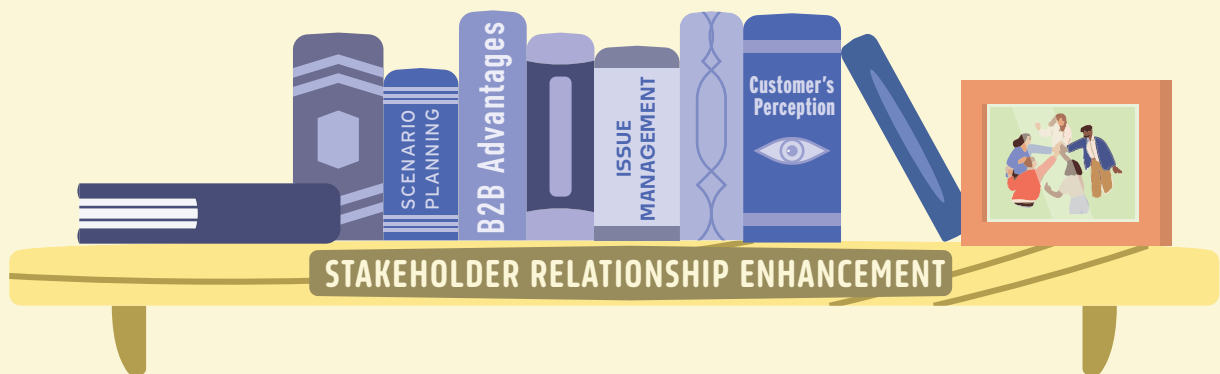 SCENARIO
PLANNING
B2B Advantages
ISSUE
MANAGEMENT
Customer's
Perception
STAKEHOLDER RELATIONSHIP ENHANCEMENT